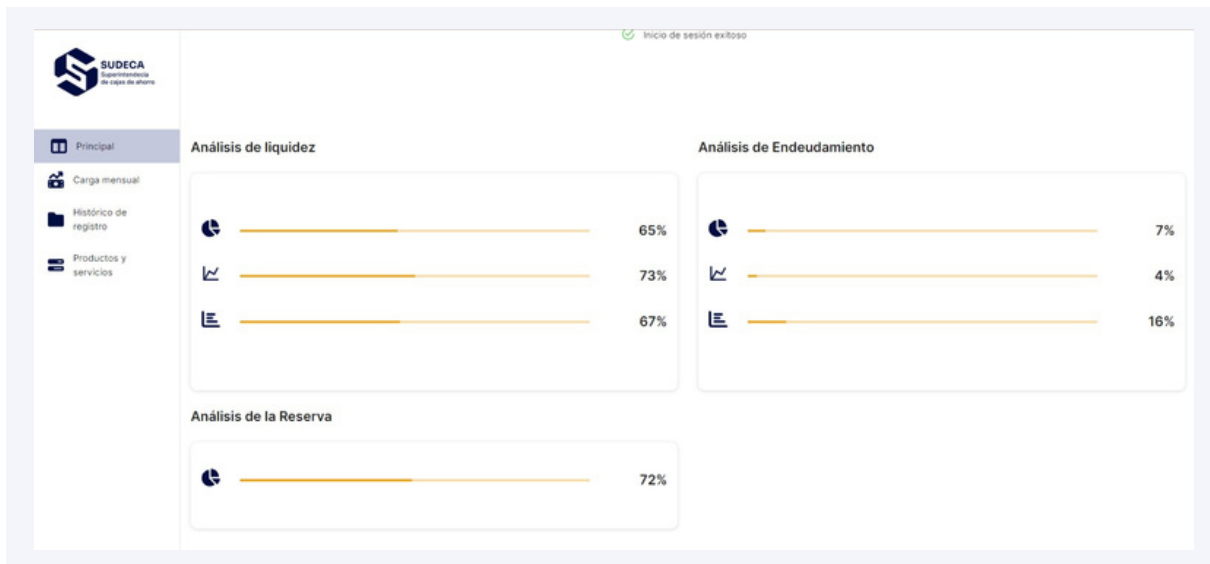 Inicio de sesión exitoso
SUDECA
Superintendecia
de cajas de ahorro
Principal
Carga mensual
Histórico de
registro
Productos y
servicios
Análisis de liquidez
65%
73%
67%
Análisis de Endeudamiento
7%
4%
16%
Análisis de la Reserva
72%